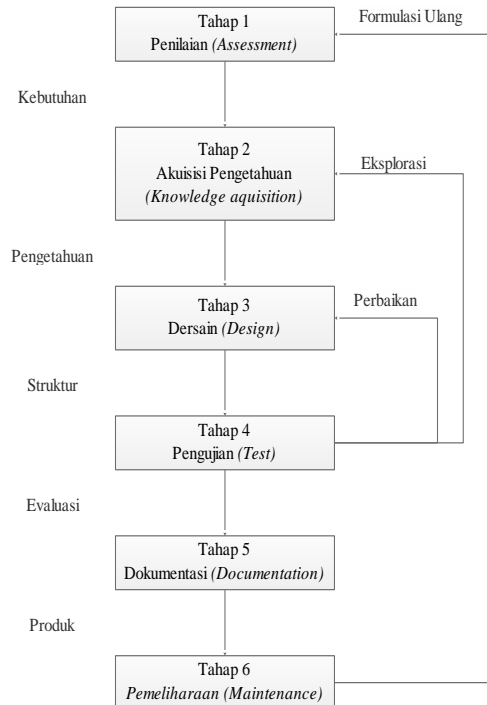 Tahap 1
Penilaian (Assessment)
Formulasi Ulang
Kebutuhan
Tahap 2
Akuisisi Pengetahuan
(Knowledge aquisition)
Eksplorasi
Pengetahuan
Tahap 3
Dersain (Design)
Perbaikan
Struktur
Tahap 4
Pengujian (Test)
Evaluasi
Tahap 5
Dokumentasi (Documentation)
Produk
Tahap 6
Pemeliharaan (Maintenance)